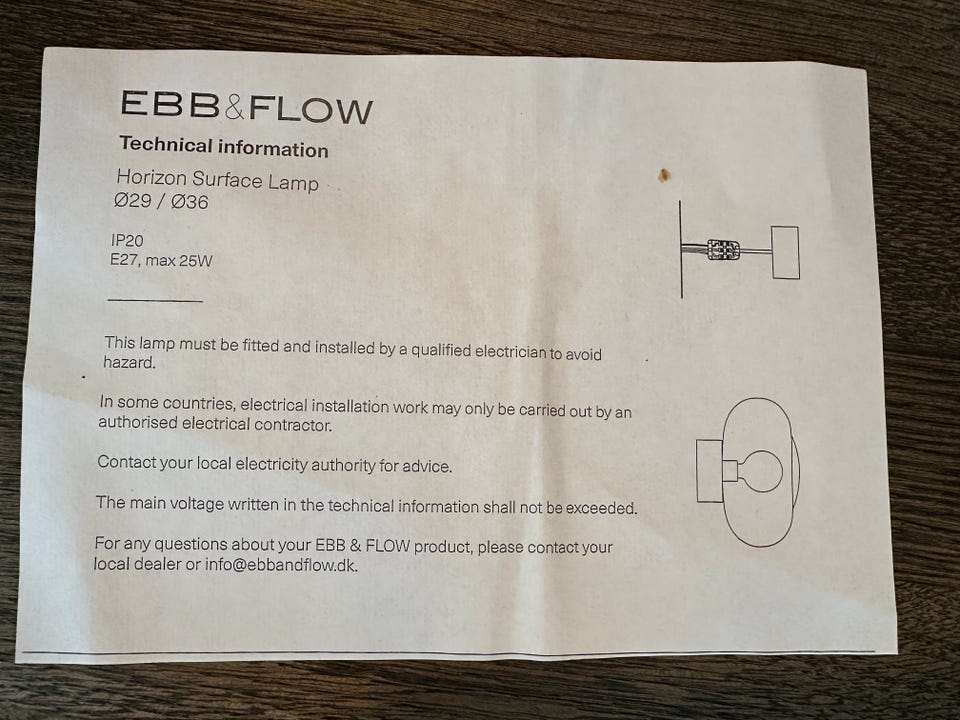 EBB&FLOW
Technical information
Horizon Surface Lamp
Ø29 / Ø36
IP20
E27, max 25W
This lamp must be fitted and installed by a qualified electrician to avoid
hazard.
In some countries, electrical installation work may only be carried out by an
authorised electrical contractor.
Contact your local electricity authority for advice.
The main voltage written in the technical information shall not be exceeded.
For any questions about your EBB & FLOW product, please contact your
local dealer or info@ebbandflow.dk.